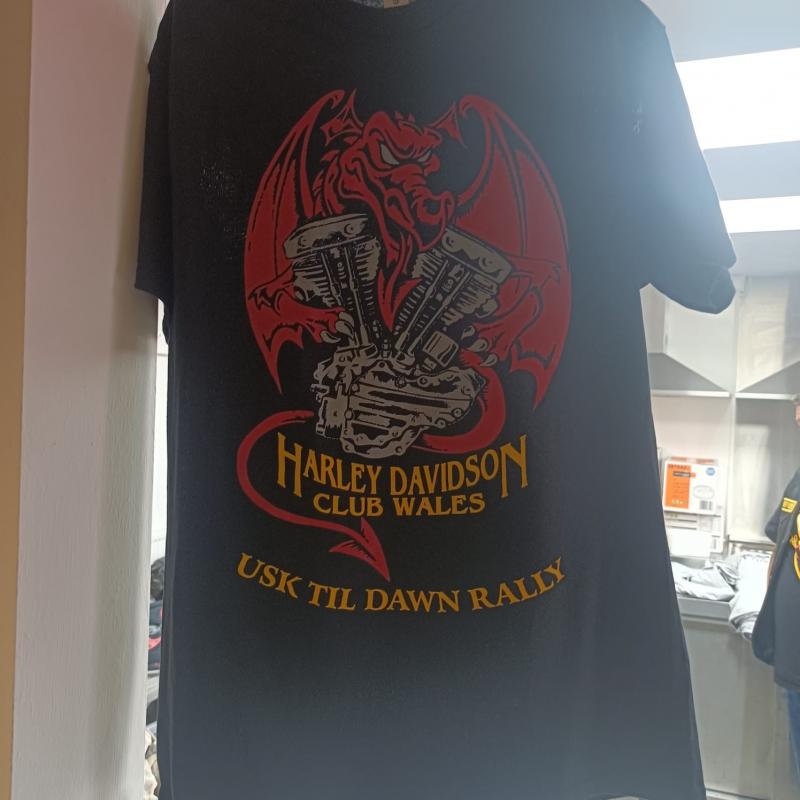 HARLEY DAVIDSON
CLUB WALES
USK TIL DAWN RALLY